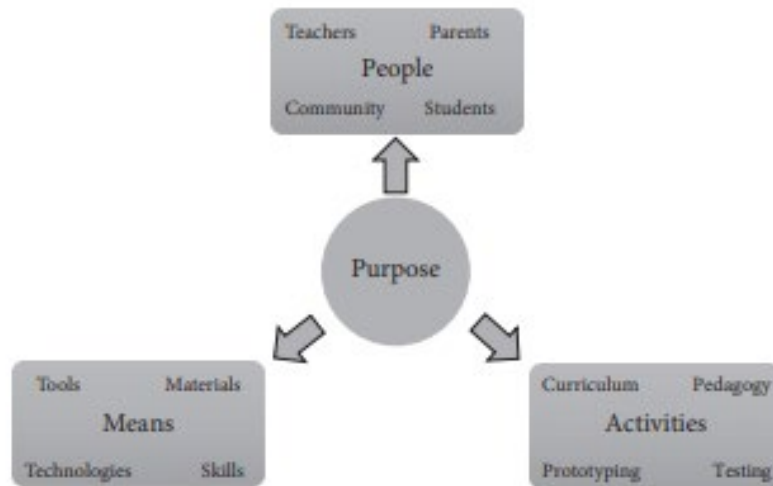 Teachers Parents
People
Community Students
Purpose
Tools Materials
Means
Technologies Skills
Curriculum Pedagogy
Activities
Prototyping Testing